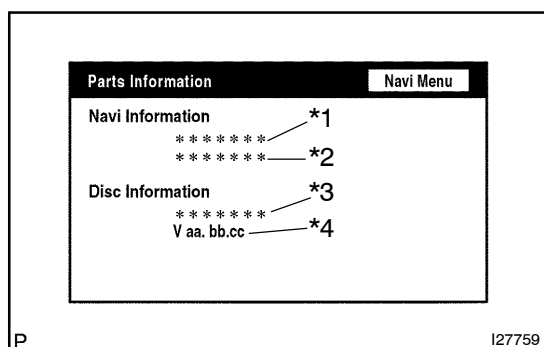 Parts Information Navi Menu
Navi Information
* * * * * * * *1
* * * * * * * *2
Disc Information
* * * * * * * *3
V aa. bb.cc *4
P I27759